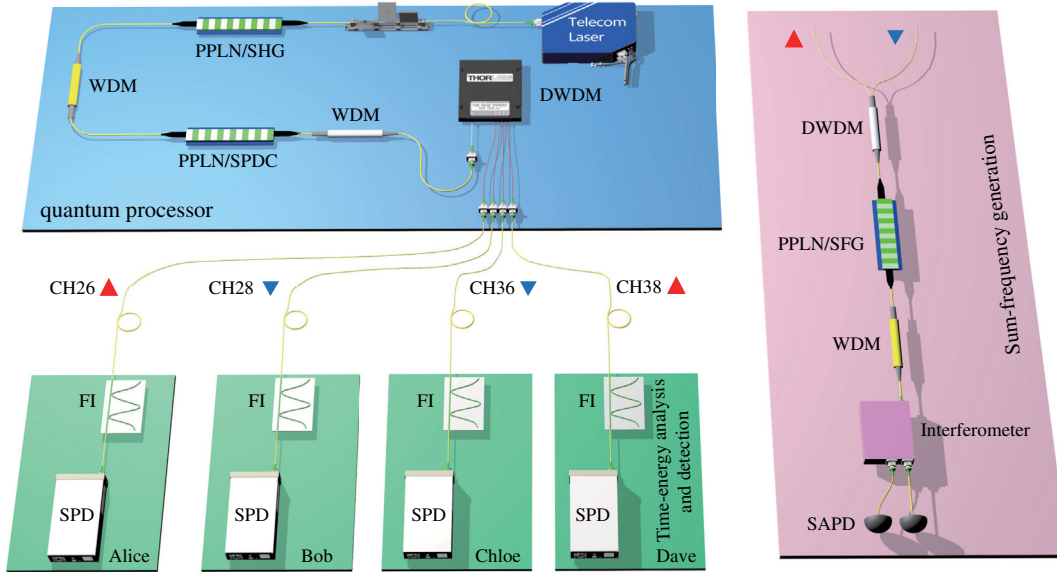 Telecom
Laser
PPLN/SHG
WDM
THORLABS
DWDM
WDM
PPLN/SPDC
quantum processor
CH26
CH28
CH36
CH38
FI
FI
FI
FI
SPD
SPD
SPD
SPD
Time-energy analysis
and detection
Alice
Bob
Chloe
Dave
DWDM
PPLN/SFG
Sum-frequency generation
WDM
Interferometer
SAPD